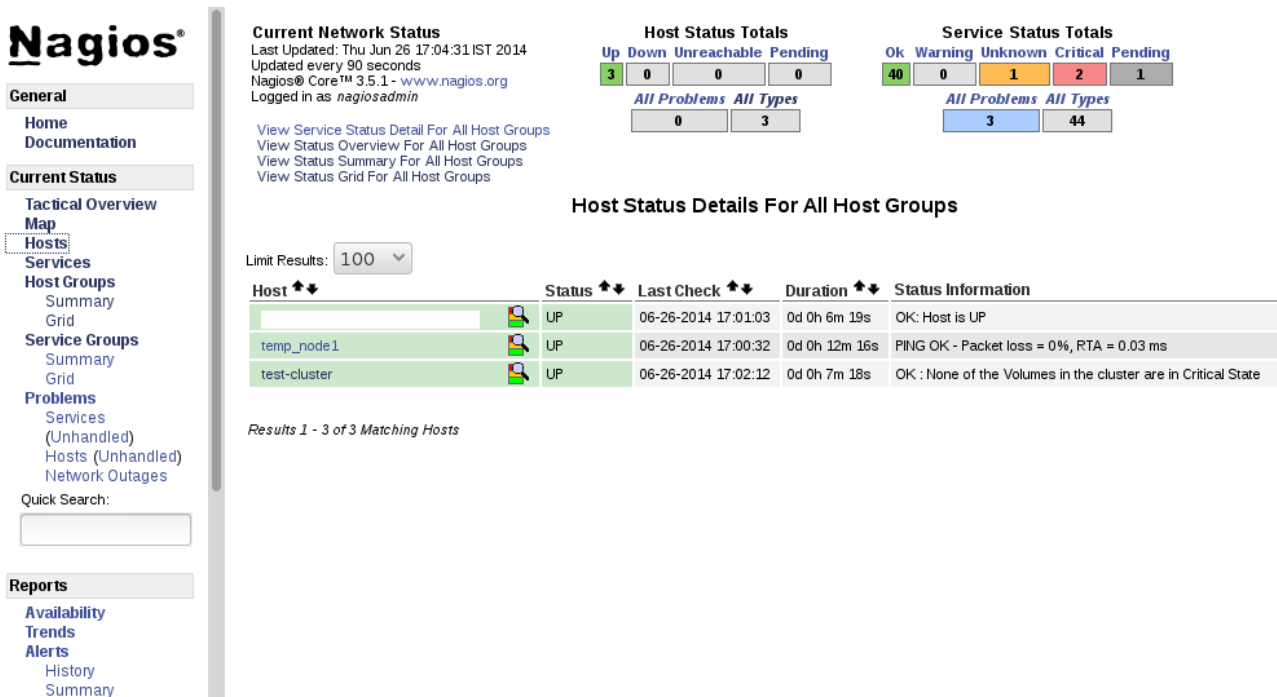 Nagios®
General
Home
Documentation
Current Status
Tactical Overview
Map
Hosts
Services
Host Groups
Summary
Grid
Service Groups
Summary
Grid
Problems
Services
(Unhandled)
Hosts (Unhandled)
Network Outages
Quick Search:
Reports
Availability
Trends
Alerts
History
Summary
Current Network Status
Last Updated: Thu Jun 26 17:04:31 IST 2014
Updated every 90 seconds
Nagios® Core™ 3.5.1 - www.nagios.org
Logged in as nagiosadmin
View Service Status Detail For All Host Groups
View Status Overview For All Host Groups
View Status Summary For All Host Groups
View Status Grid For All Host Groups
Host Status Totals
Up Down Unreachable Pending
3 0 0 0
All Problems All Types
0 3
Service Status Totals
Ok Warning Unknown Critical Pending
40 0 1 2 1
All Problems All Types
3 44
Host Status Details For All Host Groups
Limit Results: 100
Host Status Last Check Duration Status Information
UP 06-26-2014 17:01:03 0d 0h 6m 19s OK: Host is UP
temp_node1 UP 06-26-2014 17:00:32 0d 0h 12m 16s PING OK - Packet loss = 0%, RTA = 0.03 ms
test-cluster UP 06-26-2014 17:02:12 0d 0h 7m 18s OK : None of the Volumes in the cluster are in Critical State
Results 1 - 3 of 3 Matching Hosts